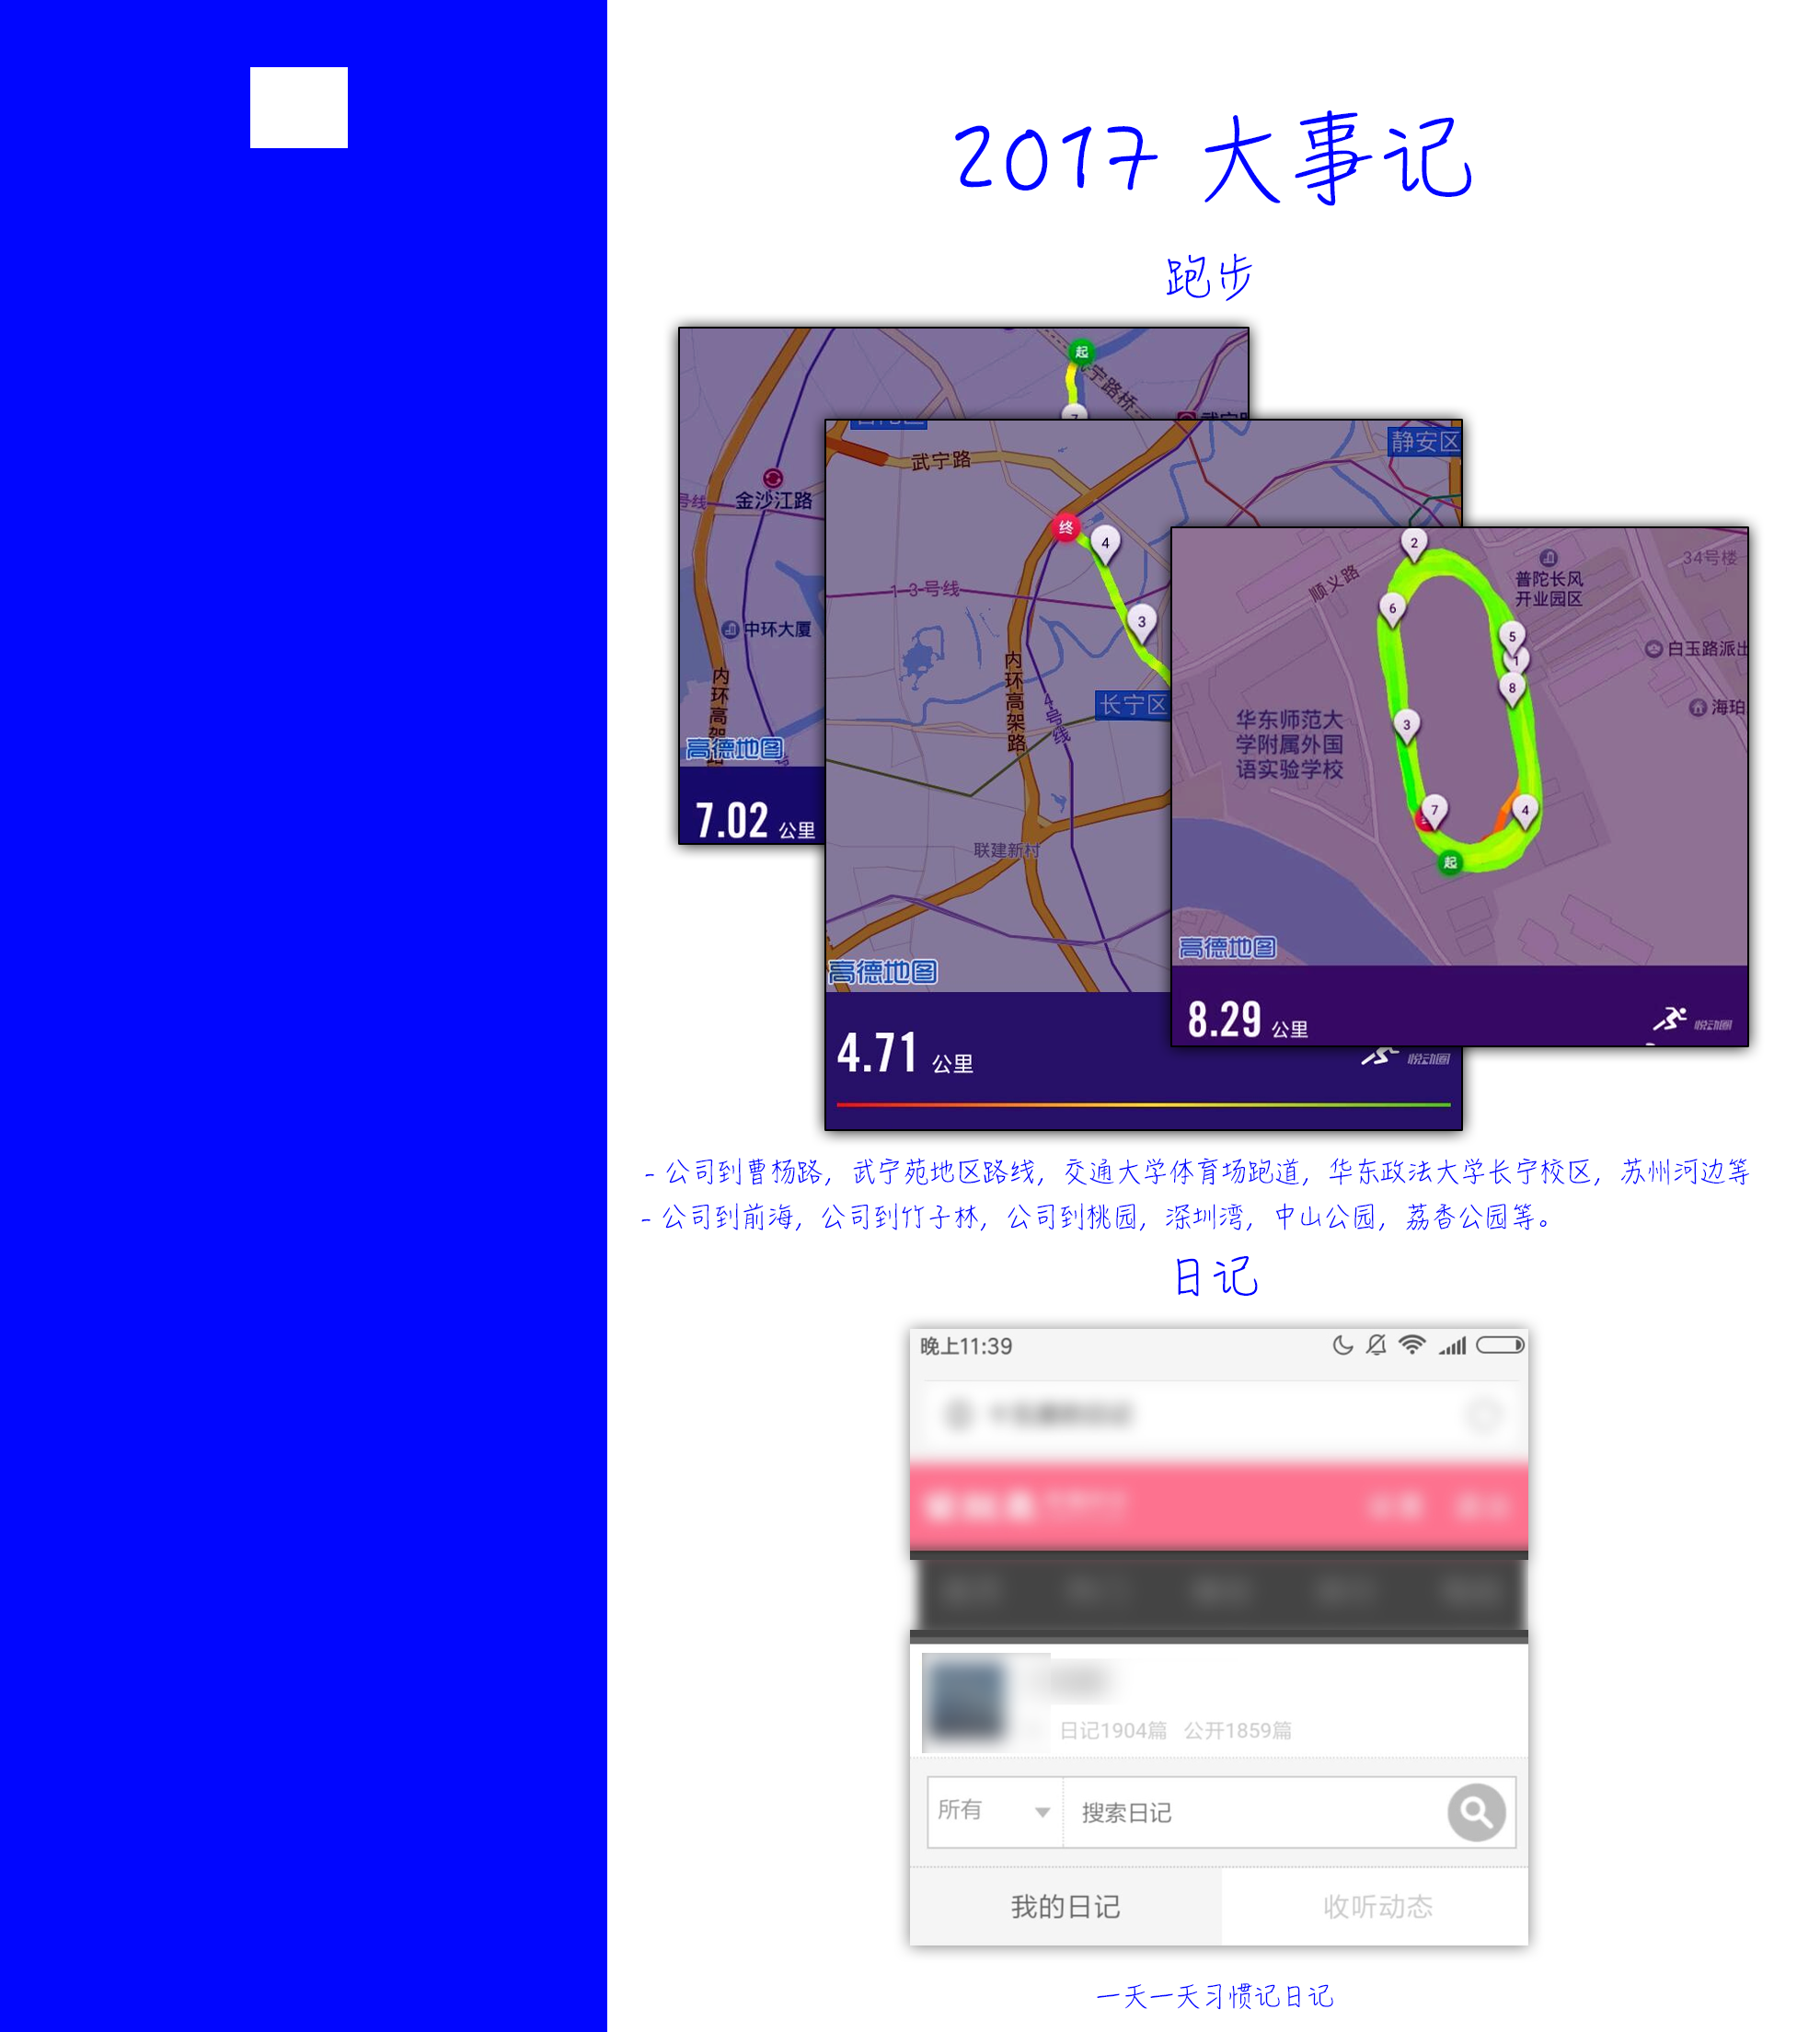 2017 大事记
跑步
起
武宁路桥
7
金沙江路
号线
中环大厦
内环高架路
高德地图
7.02 公里
静安区
武宁路
终
4
1 3-号线
3
内环高架路
4号线
长宁区
联建新村
高德地图
4.71 公里
悦动圈
2
34号楼
普陀长风
开业园区
顺义路
6
5
1
8
白玉路派出
海珀
华东师范大
学附属外国
语实验学校
3
7
4
起
高德地图
8.29 公里
悦动圈
- 公司到曹杨路，武宁苑地区路线，交通大学体育场跑道，华东政法大学长宁校区，苏州河边等
- 公司到前海，公司到竹子林，公司到桃园，深圳湾，中山公园，荔香公园等。
日记
晚上11:39
日记1904篇 公开1859篇
所有
搜索日记
我的日记
收听动态
一天一天习惯记日记